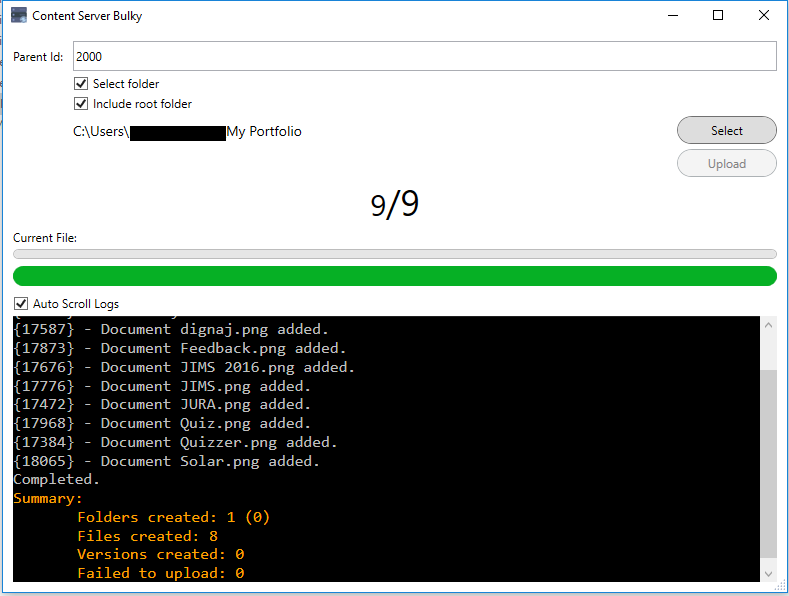 Content Server Bulky
Parent Id: 2000
Select folder
Include root folder
C:\Users\ My Portfolio
Select
Upload
9/9
Current File:
Auto Scroll Logs
{17587} - Document dignaj.png added.
{17873} - Document Feedback.png added.
{17676} - Document JIMS 2016.png added.
{17776} - Document JIMS.png added.
{17472} - Document JURA.png added.
{17968} - Document Quiz.png added.
{17384} - Document Quizzer.png added.
{18065} - Document Solar.png added.
Completed.
Summary:
Folders created: 1 (0)
Files created: 8
Versions created: 0
Failed to upload: 0